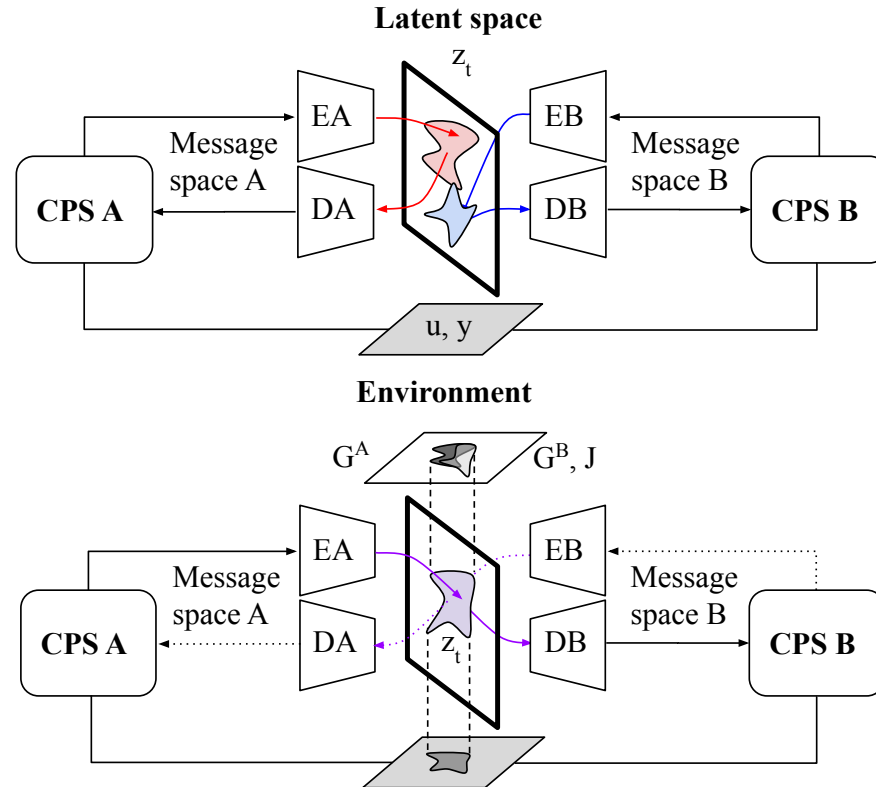 Latent space
z_t
EA
EB
Message
space A
Message
space B
CPS A
DA
DB
CPS B
u, y
Environment
G^A
G^B, J
EA
EB
Message
space A
Message
space B
CPS A
DA
z_t
DB
CPS B